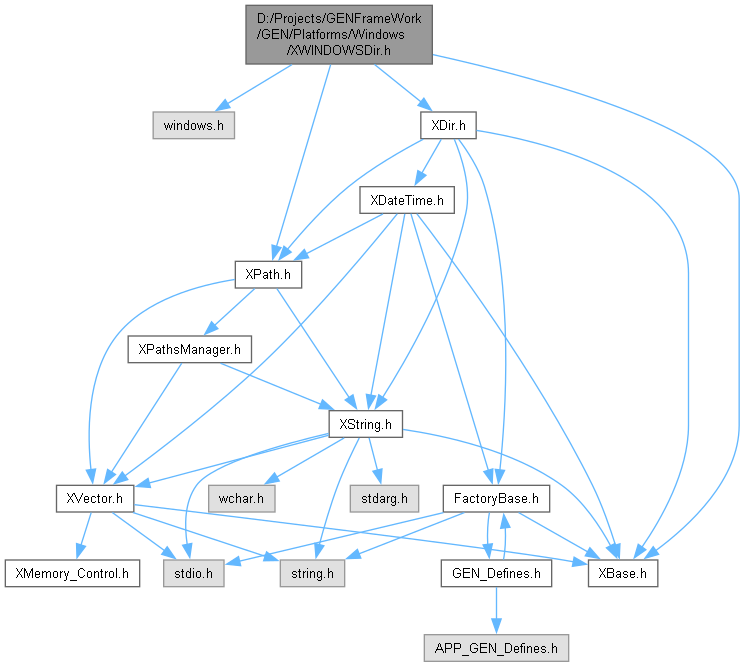 D:/Projects/GENFrameWork
/GEN/Platforms/Windows
/XWINDOWSDir.h
windows.h
XDir.h
XDateTime.h
XPath.h
XPathsManager.h
XString.h
XVector.h
wchar.h
stdarg.h
FactoryBase.h
XMemory_Control.h
stdio.h
string.h
GEN_Defines.h
XBase.h
APP_GEN_Defines.h